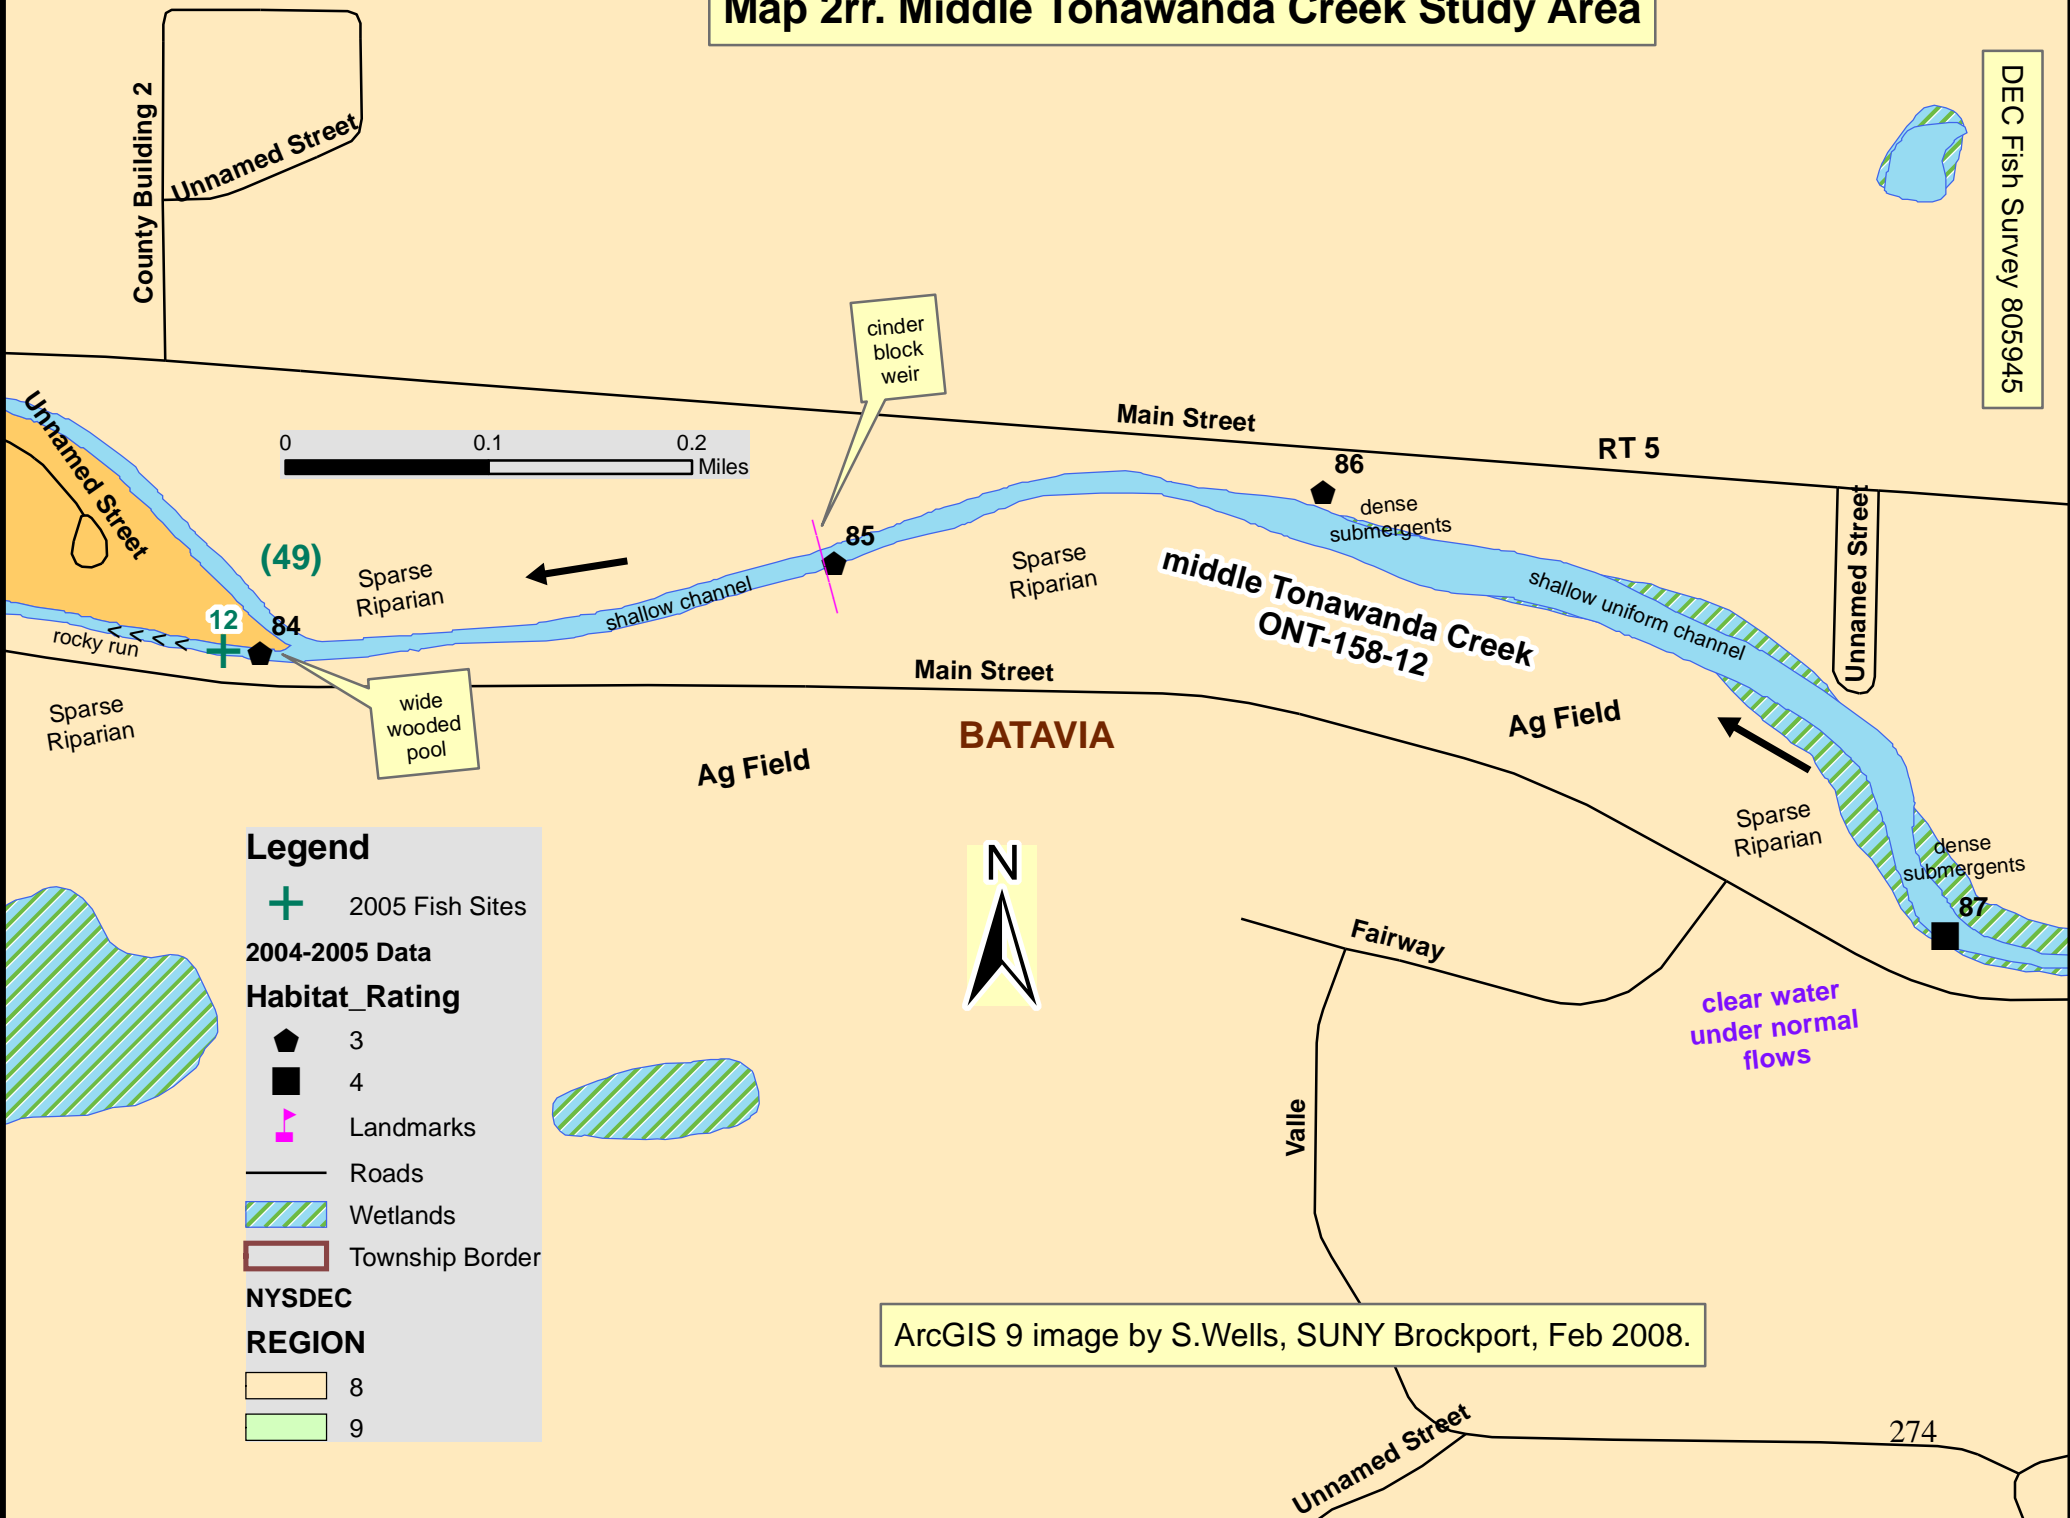 Map 2rr. Middle Tonawanda Creek Study Area
DEC Fish Survey 805945
County Building 2
Unnamed Street
cinder
block
weir
Main Street
RT 5
Unnamed Street
0 0.1 0.2
Miles
86
dense
submergents
85
(49)
Sparse
Riparian
Sparse
Riparian
shallow channel
middle Tonawanda Creek
ONT-158-12
shallow uniform channel
Unnamed Street
12
84
rocky run
Main Street
wide
wooded
pool
Sparse
Riparian
BATAVIA
Ag Field
Ag Field
Sparse
Riparian
dense
submergents
87
Legend
2005 Fish Sites
2004-2005 Data
Habitat_Rating
3
4
Landmarks
Roads
Wetlands
Township Border
NYSDEC
REGION
8
9
N
Fairway
clear water
under normal
flows
Valle
ArcGIS 9 image by S.Wells, SUNY Brockport, Feb 2008.
Unnamed Street
274